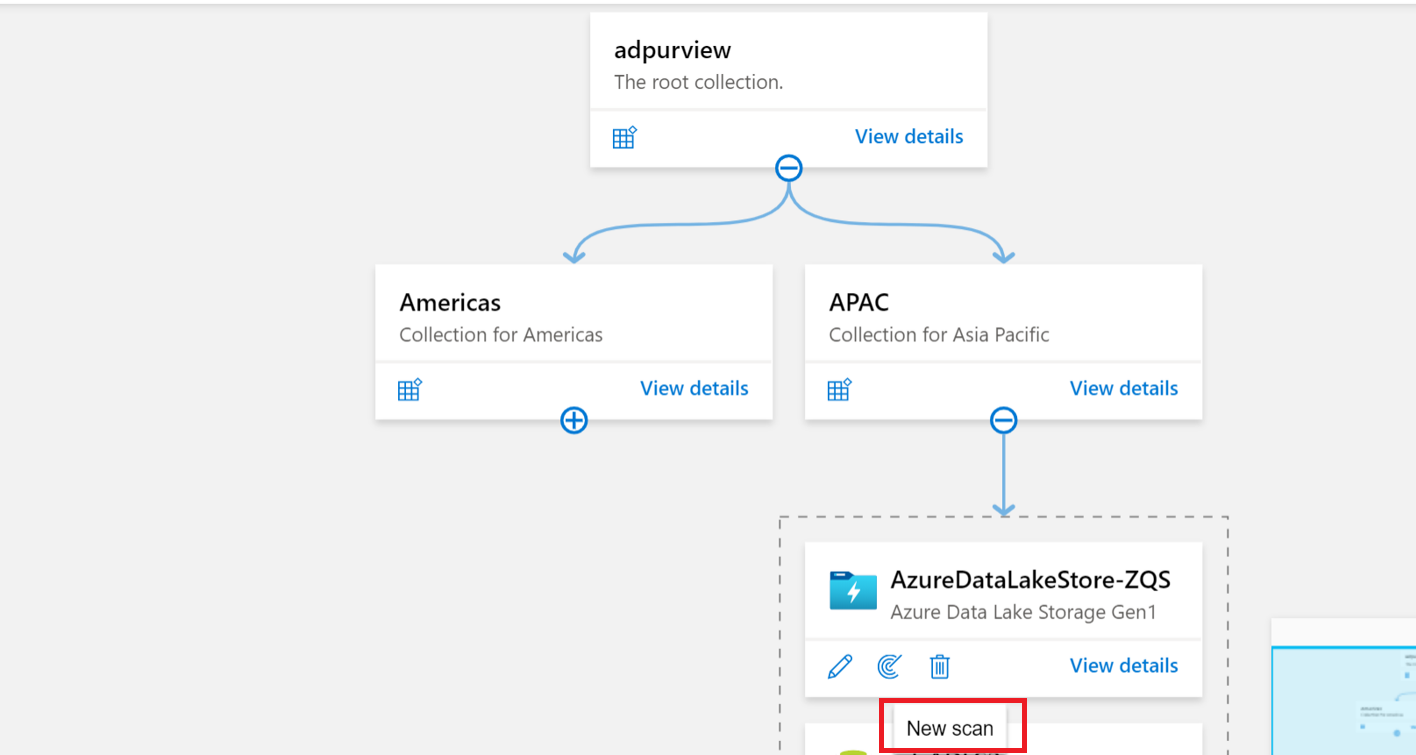 adpurview
The root collection.
View details
Americas
Collection for Americas
View details
APAC
Collection for Asia Pacific
View details
AzureDataLakeStore-ZQS
Azure Data Lake Storage Gen1
View details
New scan